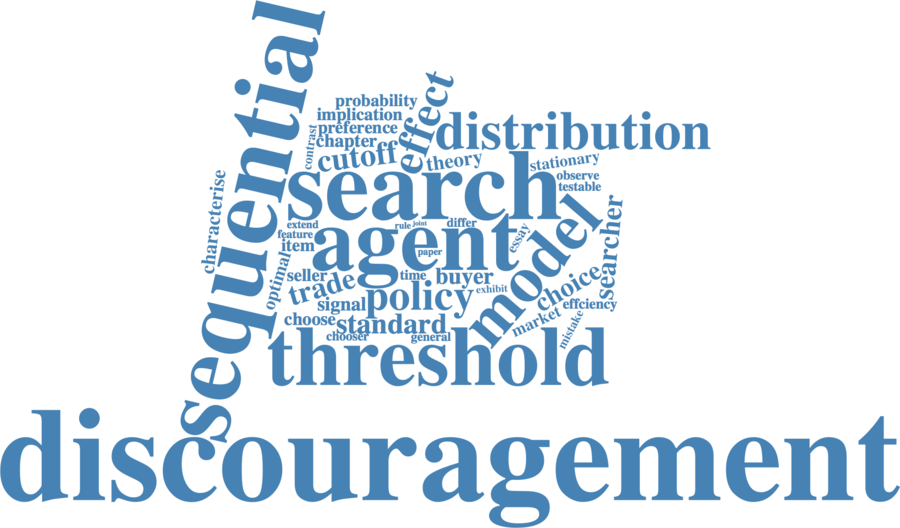 sequential
probability
implication
effect
preference
contrast
chapter
distribution
cutoff
theory
stationary
search
observe
testable
characterise
extend
rule
joint
differ
feature
agent
essay
searcher
item
paper
model
optimal
seller
time
buyer
choice
trade
policy
exhibit
signal
effciency
choose
standard
market
mistake
chooser
general
threshold
discouragement